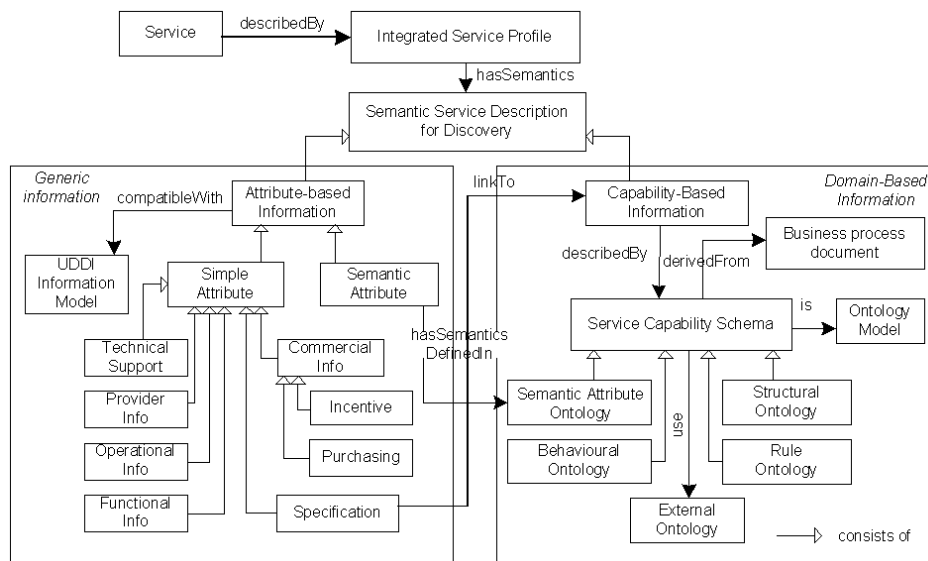 Service
describedBy
Integrated Service Profile
hasSemantics
Semantic Service Description
for Discovery
Generic
information
compatibleWith
Attribute-based
Information
linkTo
Capability-Based
Information
Domain-Based
Information
describedBy
derivedFrom
Business process
document
UDDI
Information
Model
Simple
Attribute
Semantic
Attribute
hasSemantics
DefinedIn
Service Capability Schema
is
Ontology
Model
Technical
Support
Commercial
Info
Provider
Info
Incentive
Semantic Attribute
Ontology
use
Structural
Ontology
Operational
Info
Purchasing
Behavioural
Ontology
Rule
Ontology
Functional
Info
Specification
External
Ontology
consists of